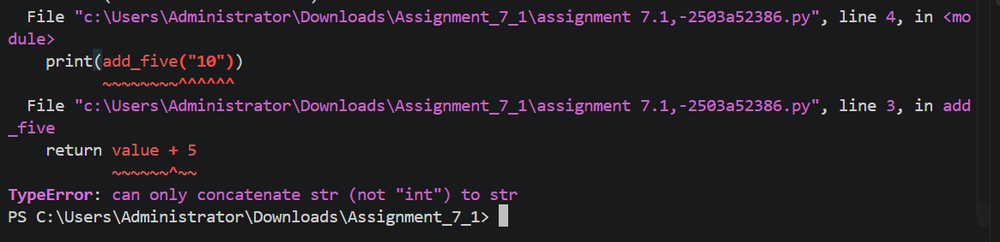 File "c:\Users\Administrator\Downloads\Assignment_7_1\assignment 7.1,-2503a52386.py", line 4, in <mo
dule>
print(add_five("10"))
~~~~~~~~^^^^^^
File "c:\Users\Administrator\Downloads\Assignment_7_1\assignment 7.1,-2503a52386.py", line 3, in add
_five
return value + 5
~~~~~~^~~
TypeError: can only concatenate str (not "int") to str
PS C:\Users\Administrator\Downloads\Assignment_7_1>